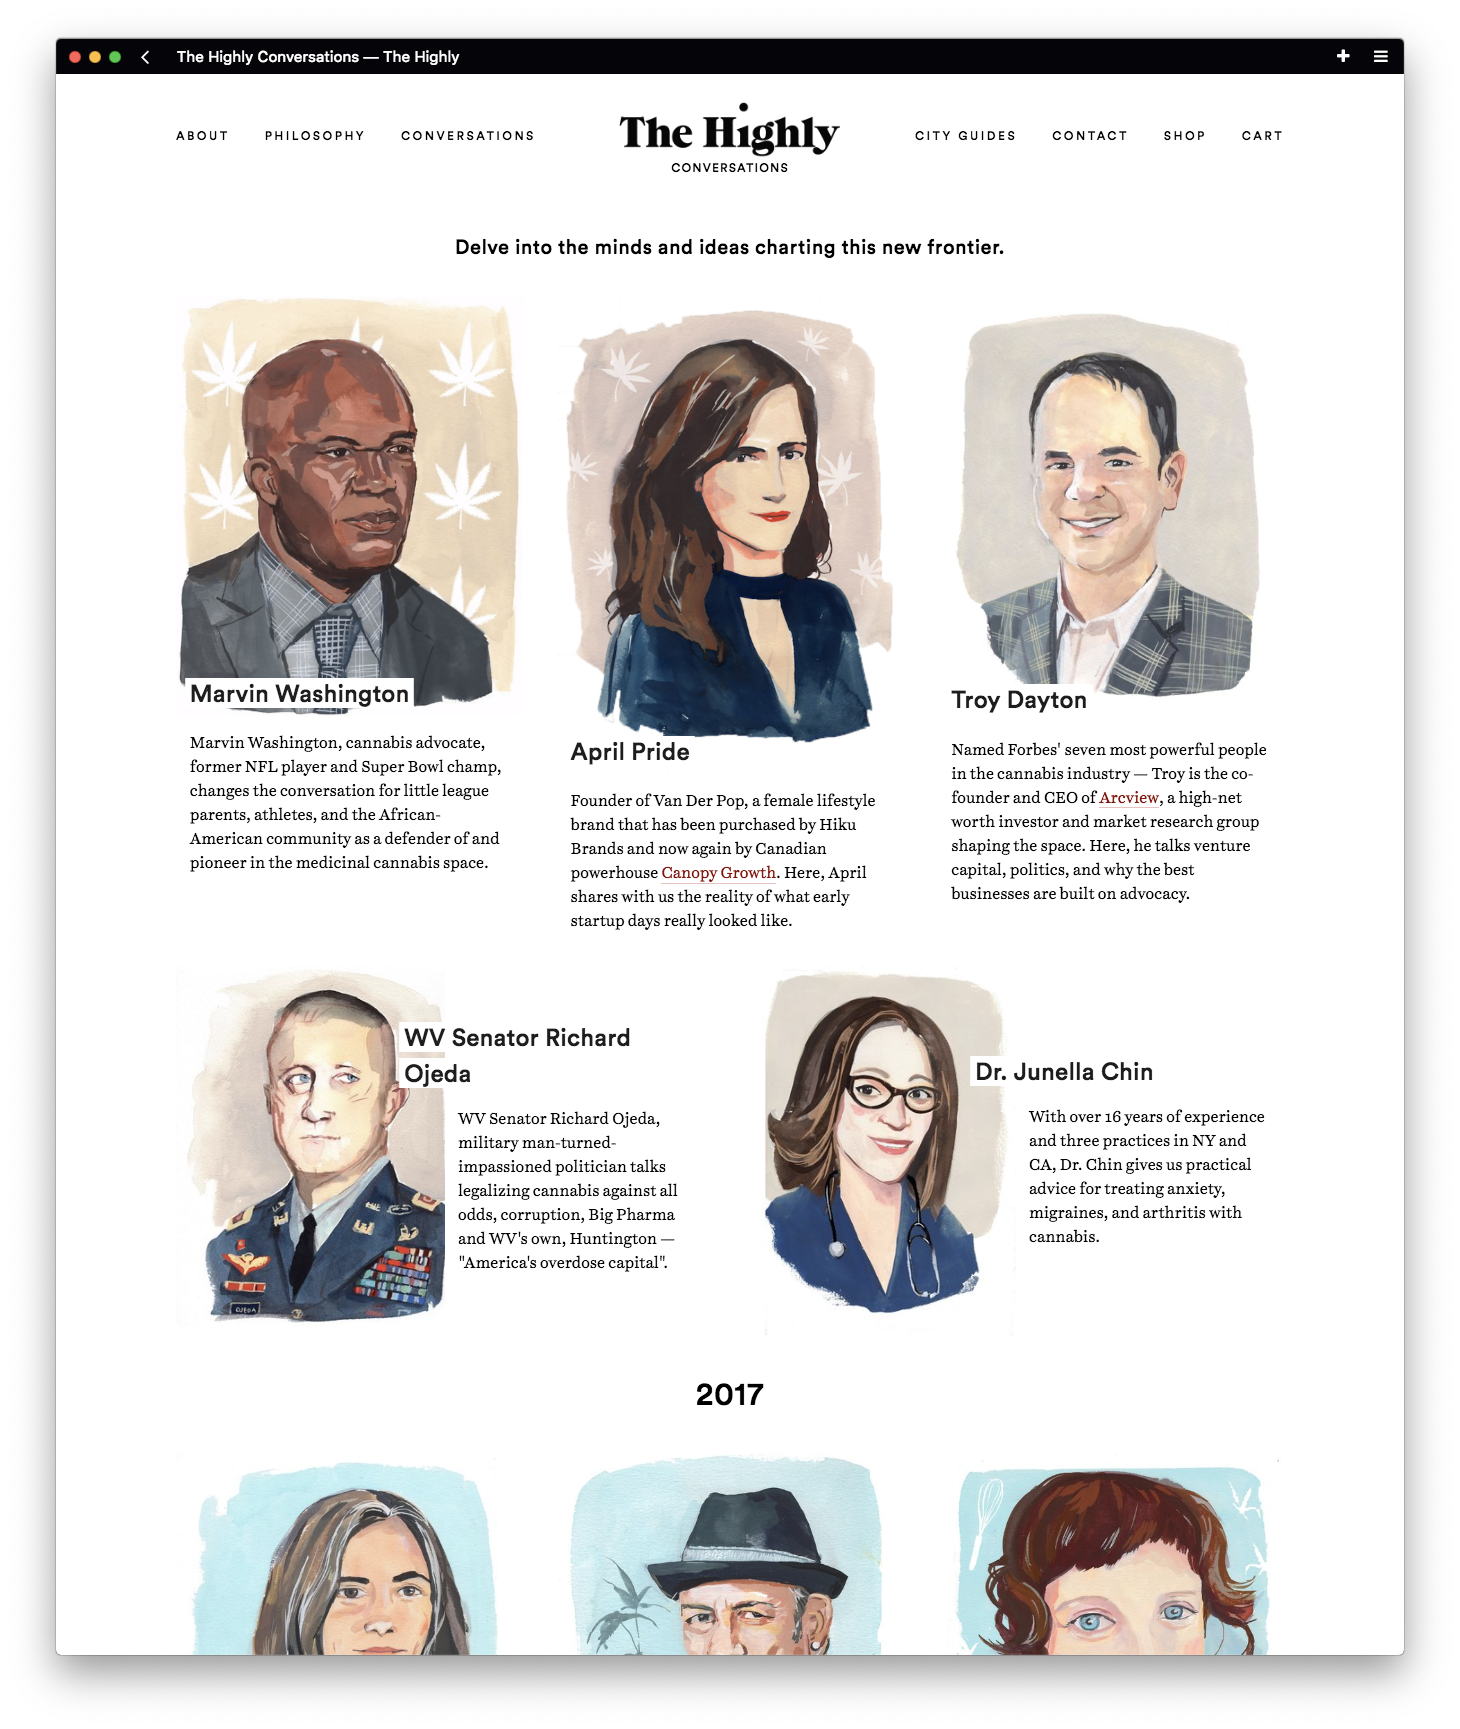 The Highly Conversations — The Highly
ABOUT
PHILOSOPHY
CONVERSATIONS
The Highly
CONVERSATIONS
CITY GUIDES
CONTACT
SHOP
CART
Delve into the minds and ideas charting this new frontier.
Marvin Washington
Marvin Washington, cannabis advocate,
former NFL player and Super Bowl champ,
changes the conversation for little league
parents, athletes, and the African-
American community as a defender of and
pioneer in the medicinal cannabis space.
April Pride
Founder of Van Der Pop, a female lifestyle
brand that has been purchased by Hiku
Brands and now again by Canadian
powerhouse Canopy Growth. Here, April
shares with us the reality of what early
startup days really looked like.
Troy Dayton
Named Forbes' seven most powerful people
in the cannabis industry — Troy is the co-
founder and CEO of Arcview, a high-net
worth investor and market research group
shaping the space. Here, he talks venture
capital, politics, and why the best
businesses are built on advocacy.
WV Senator Richard
Ojeda
WV Senator Richard Ojeda,
military man-turned-
impassioned politician talks
legalizing cannabis against all
odds, corruption, Big Pharma
and WV's own, Huntington —
"America's overdose capital".
OJEDA
Dr. Junella Chin
With over 16 years of experience
and three practices in NY and
CA, Dr. Chin gives us practical
advice for treating anxiety,
migraines, and arthritis with
cannabis.
2017